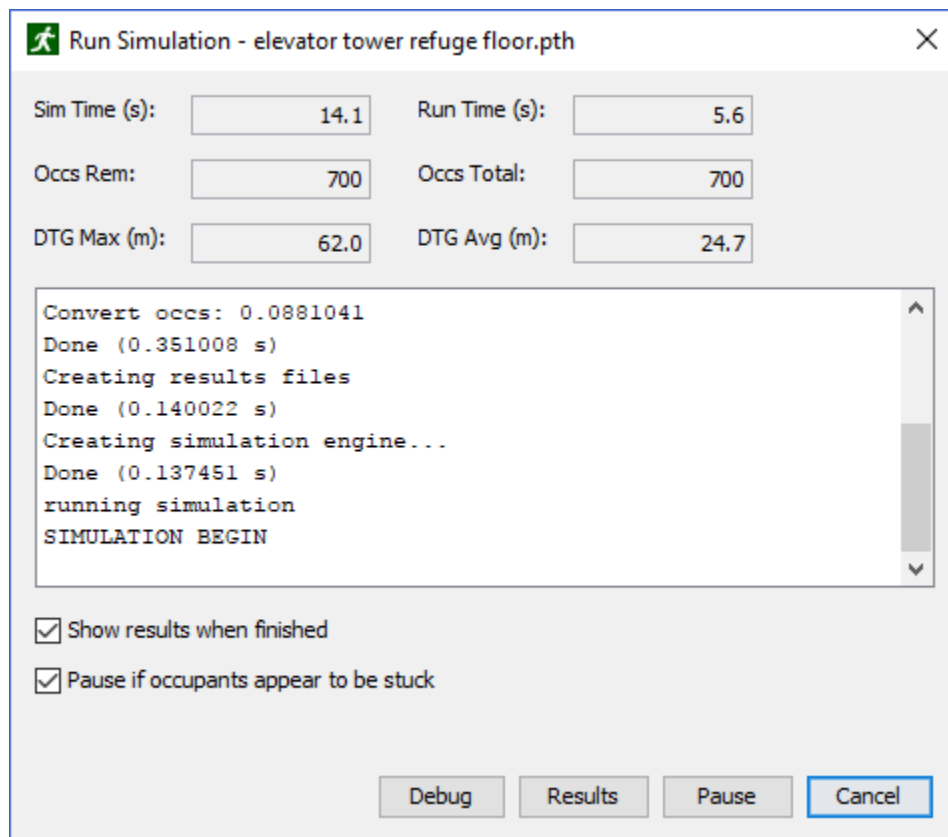 Run Simulation - elevator tower refuge floor.pth
Sim Time (s): 14.1 Run Time (s): 5.6
Occs Rem: 700 Occs Total: 700
DTG Max (m): 62.0 DTG Avg (m): 24.7
Convert occs: 0.0881041
Done (0.351008 s)
Creating results files
Done (0.140022 s)
Creating simulation engine...
Done (0.137451 s)
running simulation
SIMULATION BEGIN
Show results when finished
Pause if occupants appear to be stuck
Debug Results Pause Cancel